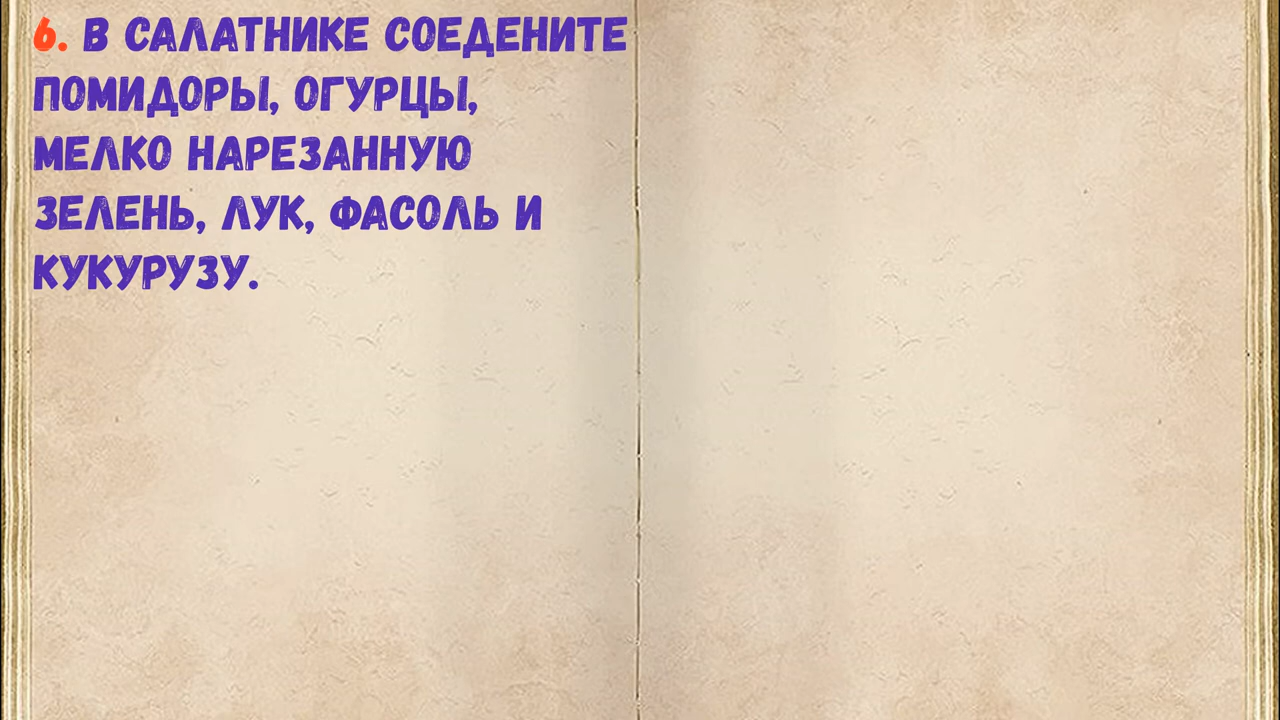 6. В САЛАТНИКЕ СОЕДЕНИТЕ
ПОМИДОРЫ, ОГУРЦЫ,
МЕЛКО НАРЕЗАННУЮ
ЗЕЛЕНЬ, ЛУК, ФАСОЛЬ И
КУКУРУЗУ.